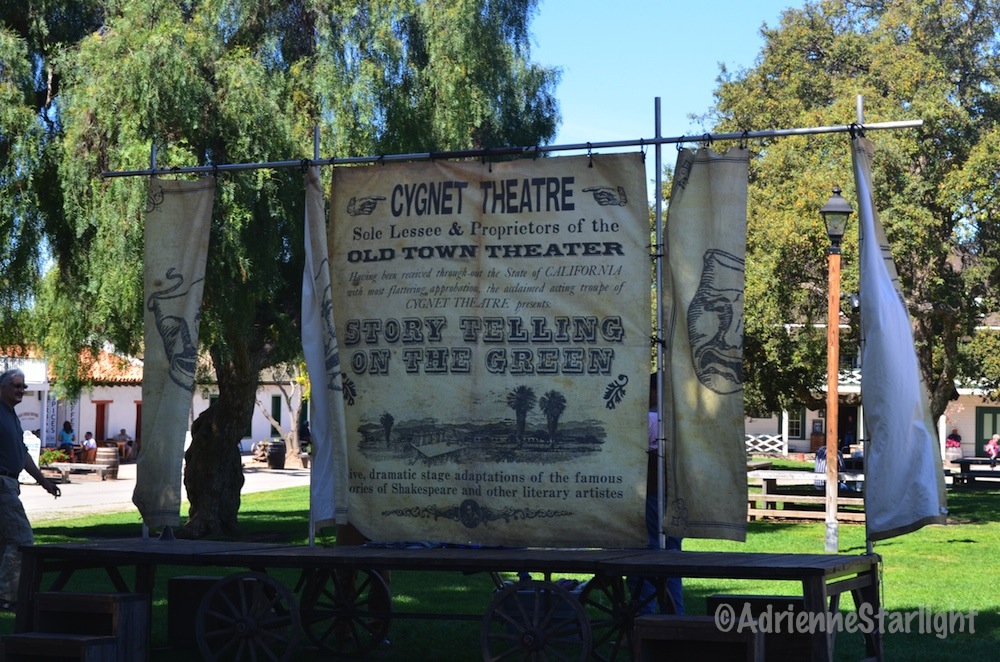 CYGNET THEATRE
Sole Lessee & Proprietors of the
OLD TOWN THEATER
Having been received through out the State of CALIFORNIA
with most flattering approbation, the acclaimed acting troupe of
CYGNET THEATRE presents:
STORY TELLING
ON THE GREEN
ive, dramatic stage adaptations of the famous
ories of Shakespeare and other literary artistes
©AdrienneStarlight